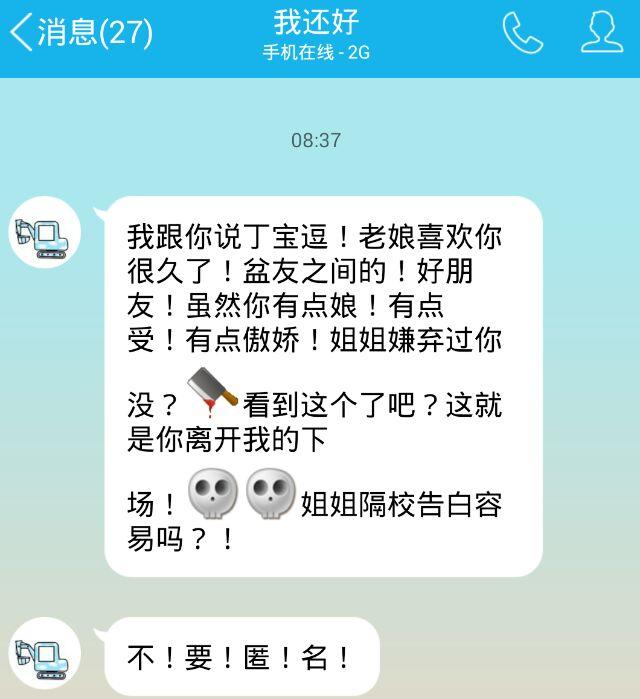 消息(27)
我还好
手机在线 - 2G
08:37
我跟你说丁宝逗！老娘喜欢你
很久了！盆友之间的！好朋
友！虽然你有点娘！有点
受！有点傲娇！姐姐嫌弃过你
没？看到这个了吧？这就
是你离开我的下
场！姐姐隔校告白容
易吗？！
不！要！匿！名！